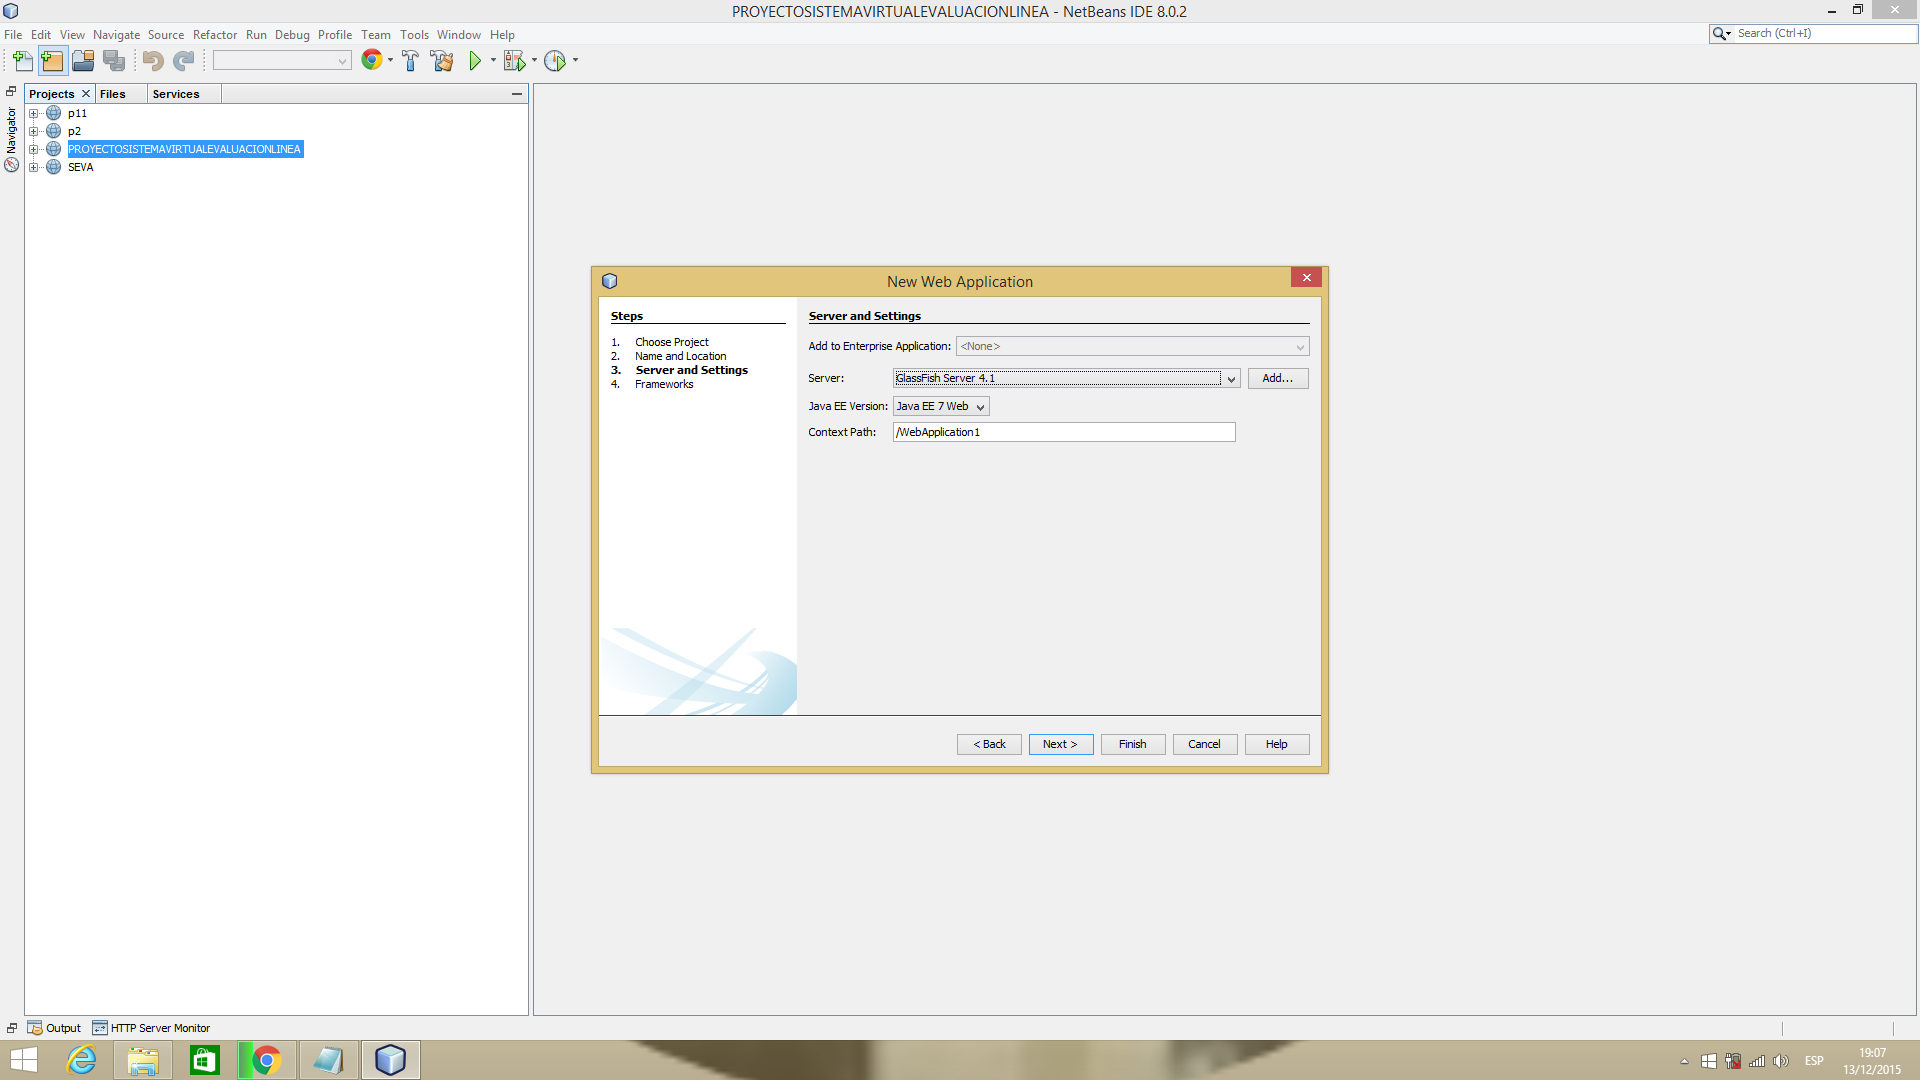 PROYECTOSISTEMAVIRTUALEVALUACIONLINEA - NetBeans IDE 8.0.2
File Edit View Navigate Source Refactor Run Debug Profile Team Tools Window Help
Search (Ctrl+I)
Projects Files Services
Navigator
p11
p2
PROYECTOSISTEMAVIRTUALEVALUACIONLINEA
SEVA
New Web Application
Steps
1. Choose Project
2. Name and Location
3. Server and Settings
4. Frameworks
Server and Settings
Add to Enterprise Application: <None>
Server: GlassFish Server 4.1 Add...
Java EE Version: Java EE 7 Web
Context Path: /WebApplication1
< Back Next > Finish Cancel Help
Output HTTP Server Monitor
ESP
19:07
13/12/2015